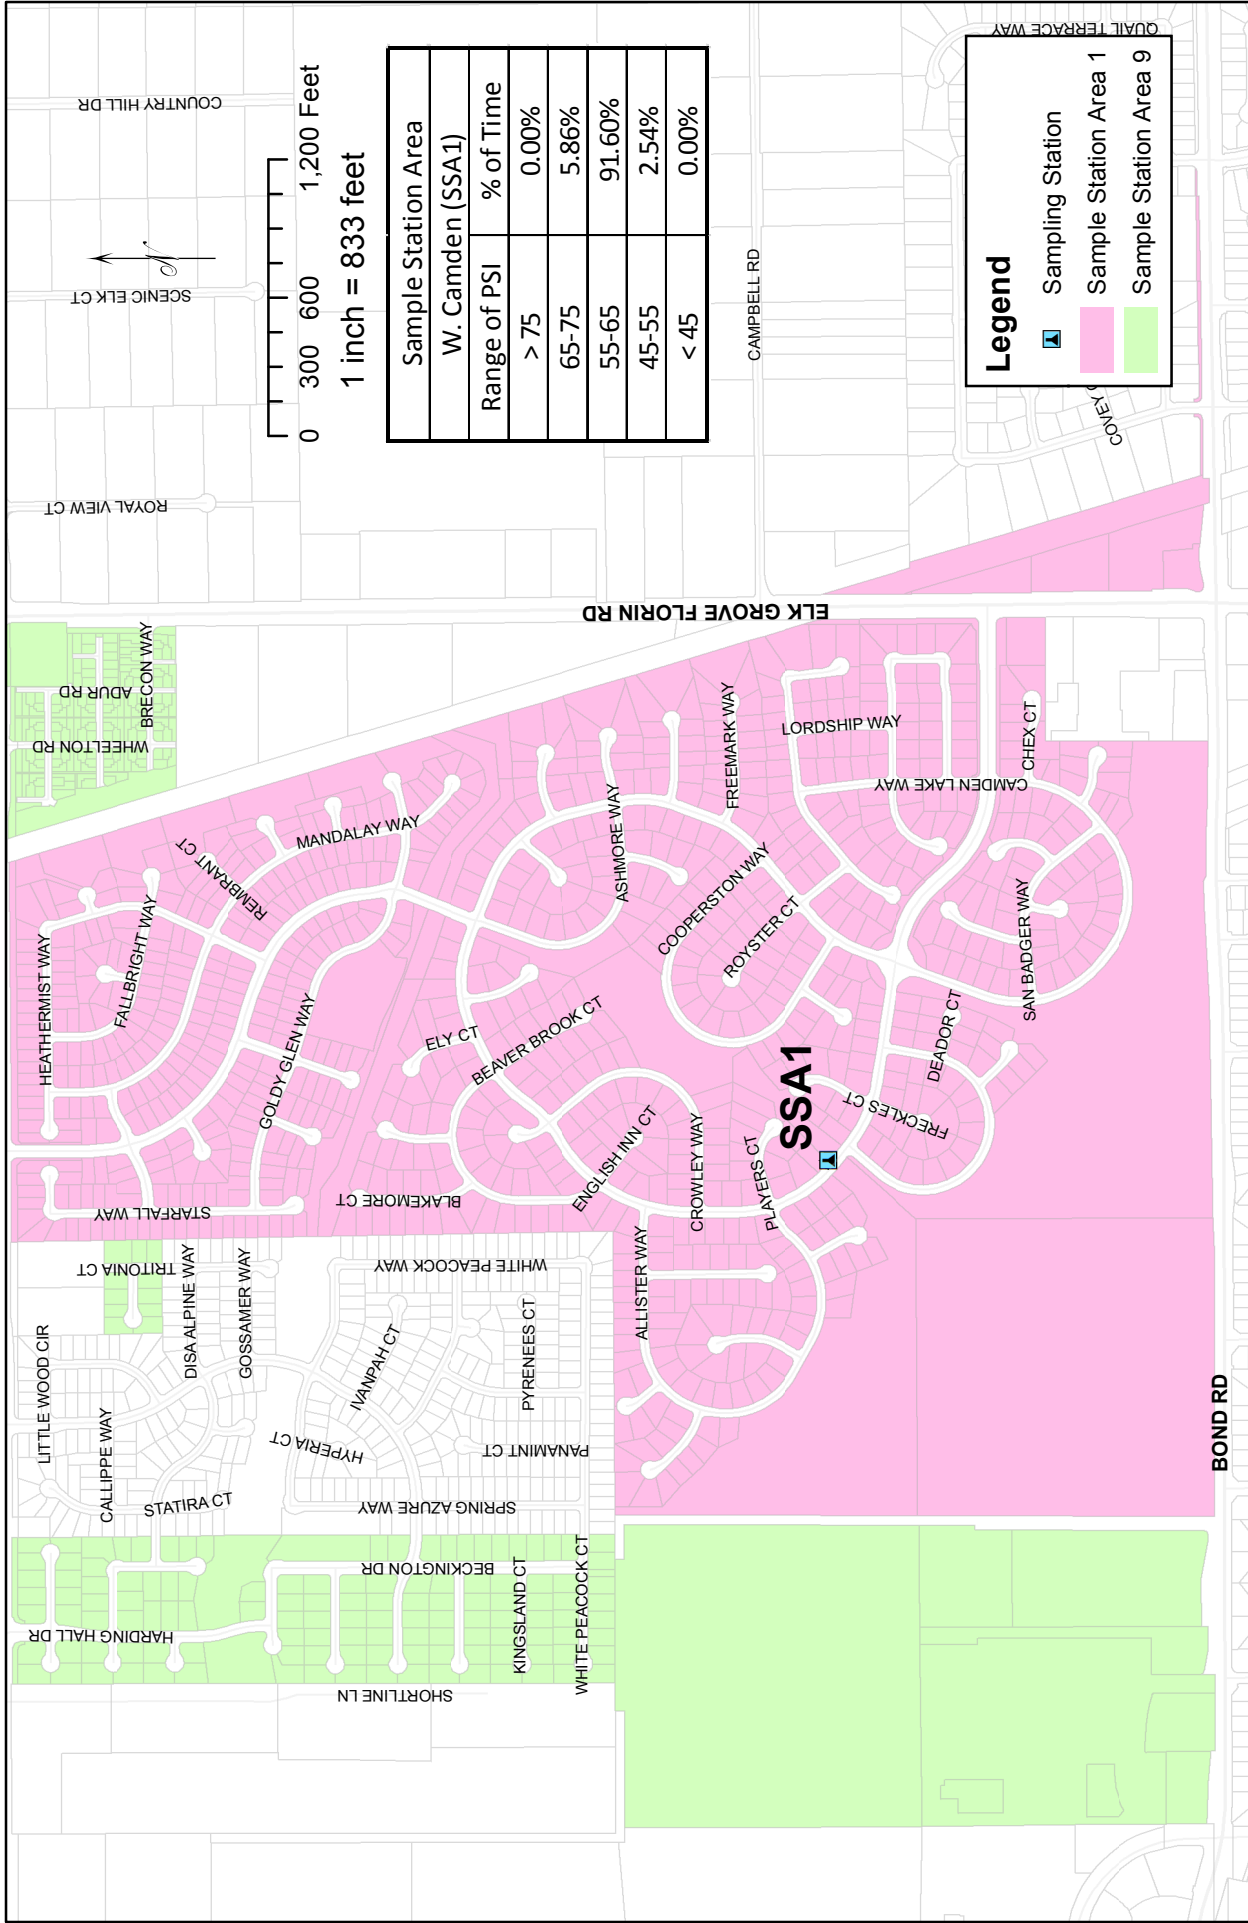 COUNTRY HILL DR
SCENIC ELK CT
ROYAL VIEW CT
N
0 300 600 1,200 Feet
1 inch = 833 feet
Sample Station Area
W. Camden (SSA1)
Range of PSI % of Time
> 75 0.00%
65-75 5.86%
55-65 91.60%
45-55 2.54%
< 45 0.00%
CAMPBELL RD
QUAIL TERRACE WAY
COVEY C
Legend
Sampling Station
Sample Station Area 1
Sample Station Area 9
ELK GROVE FLORIN RD
BRECON WAY
ADUR RD
WHEELTON RD
MANDALAY WAY
REMBRANT CT
FALLBRIGHT WAY
HEATHERMIST WAY
GOLDY GLEN WAY
STARFALL WAY
FREEMARK WAY
LORDSHIP WAY
CHEX CT
CAMDEN LAKE WAY
ASHMORE WAY
COOPERSTON WAY
ROYSTER CT
SAN BADGER WAY
DEADOR CT
FRECKLES CT
ELY CT
BEAVER BROOK CT
ENGLISH INN CT
BLAKEMORE CT
CROWLEY WAY
PLAYERS CT
SSA1
ALLISTER WAY
TRITONIA CT
DISA ALPINE WAY
GOSSAMER WAY
WHITE PEACOCK WAY
LITTLE WOOD CIR
CALLIPPE WAY
STATIRA CT
IVANPAH CT
HYPERIA CT
PYRENEES CT
PANAMINT CT
SPRING AZURE WAY
BECKINGTON DR
HARDING HALL DR
KINGSLAND CT
WHITE PEACOCK CT
SHORTLINE LN
BOND RD